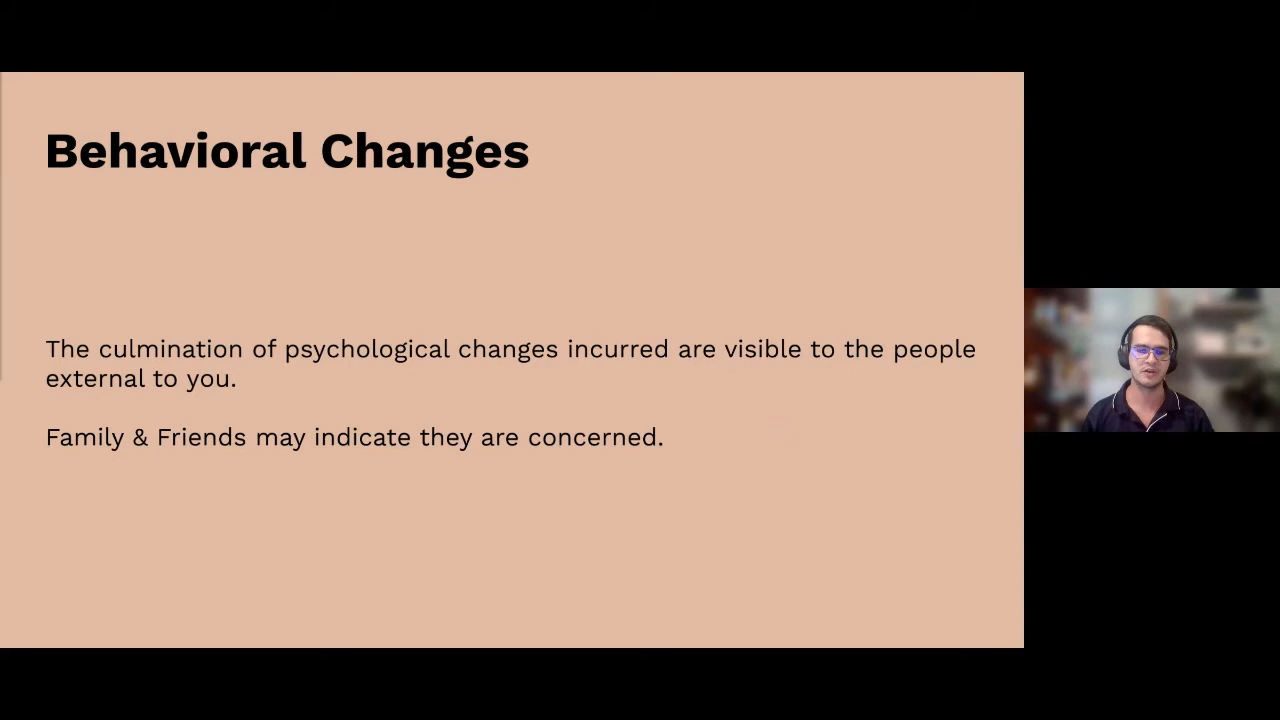 Behavioral Changes
The culmination of psychological changes incurred are visible to the people
external to you.
Family & Friends may indicate they are concerned.